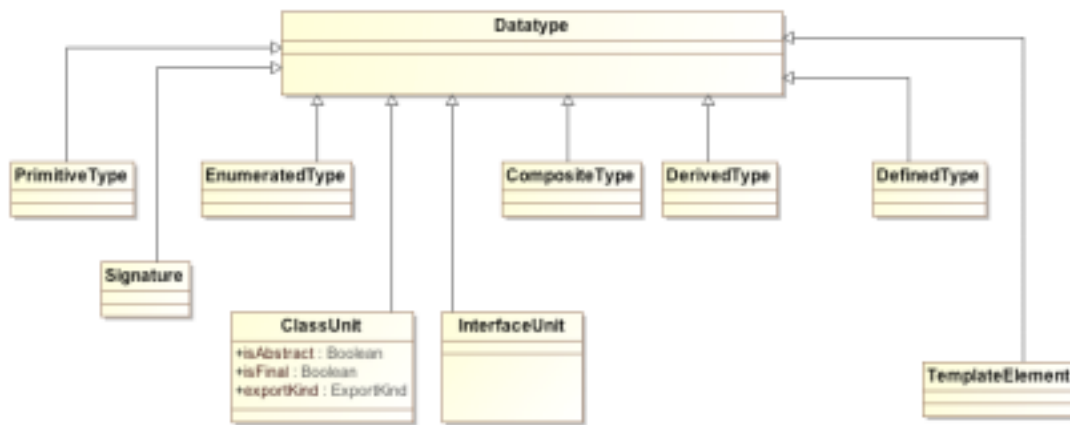 Datatype
PrimitiveType
EnumeratedType
CompositeType
DerivedType
DefinedType
Signature
ClassUnit
+isAbstract : Boolean
+isFinal : Boolean
+exportKind : ExportKind
InterfaceUnit
TemplateElement